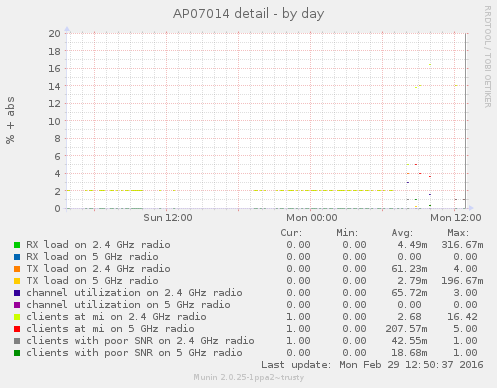 AP07014 detail - by day
RRDTOOL / TOBI OETIKER
% + abs
20
18
16
14
12
10
8
6
4
2
0
Sun 12:00 Mon 00:00 Mon 12:00
Cur: Min: Avg: Max:
RX load on 2.4 GHz radio 0.00 0.00 4.49m 316.67m
RX load on 5 GHz radio 0.00 0.00 0.00 0.00
TX load on 2.4 GHz radio 0.00 0.00 61.23m 4.00
TX load on 5 GHz radio 0.00 0.00 2.79m 196.67m
channel utilization on 2.4 GHz radio 0.00 0.00 65.72m 3.00
channel utilization on 5 GHz radio 0.00 0.00 0.00 0.00
clients at mi on 2.4 GHz radio 1.00 0.00 2.68 16.42
clients at mi on 5 GHz radio 1.00 0.00 207.57m 5.00
clients with poor SNR on 2.4 GHz radio 1.00 0.00 42.55m 1.00
clients with poor SNR on 5 GHz radio 1.00 0.00 18.68m 1.00
Last update: Mon Feb 29 12:50:37 2016
Munin 2.0.25-1ppa2~trusty